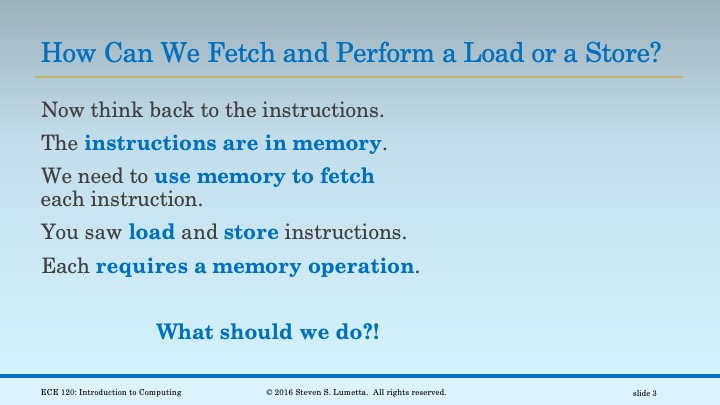 How Can We Fetch and Perform a Load or a Store?
Now think back to the instructions.
The instructions are in memory.
We need to use memory to fetch
each instruction.
You saw load and store instructions.
Each requires a memory operation.
What should we do?!
ECE 120: Introduction to Computing
© 2016 Steven S. Lumetta. All rights reserved.
slide 3